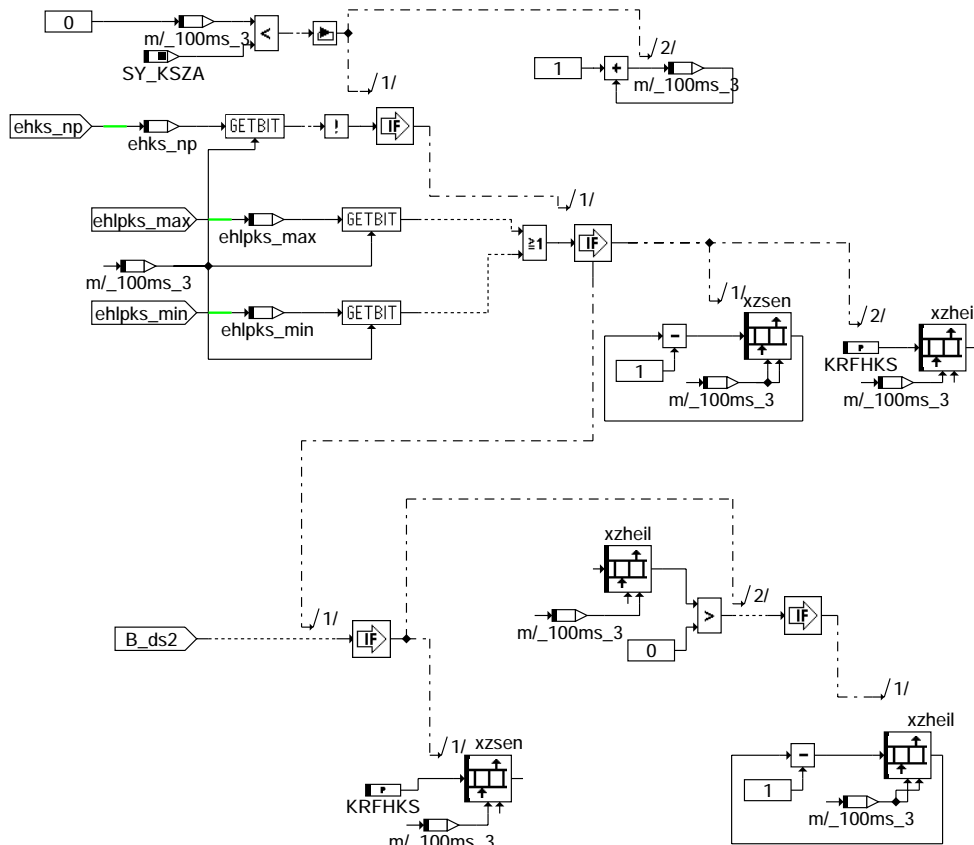 0
m/_100ms_3
<
SY_KSZA
/1/
/2/
1
+
m/_100ms_3
ehks_np
ehks_np
GETBIT
!
IF
/1/
ehlpks_max
ehlpks_max
GETBIT
≥1
IF
m/_100ms_3
ehlpks_min
ehlpks_min
GETBIT
/1/
xzsen
-
1
m/_100ms_3
/2/
xzhei
P
KRFHKS
m/_100ms_3
xzheil
m/_100ms_3
>
0
/2/
IF
/1/
/1/
B_ds2
IF
/1/
xzsen
P
KRFHKS
m/_100ms_3
xzheil
-
1
m/_100ms_3